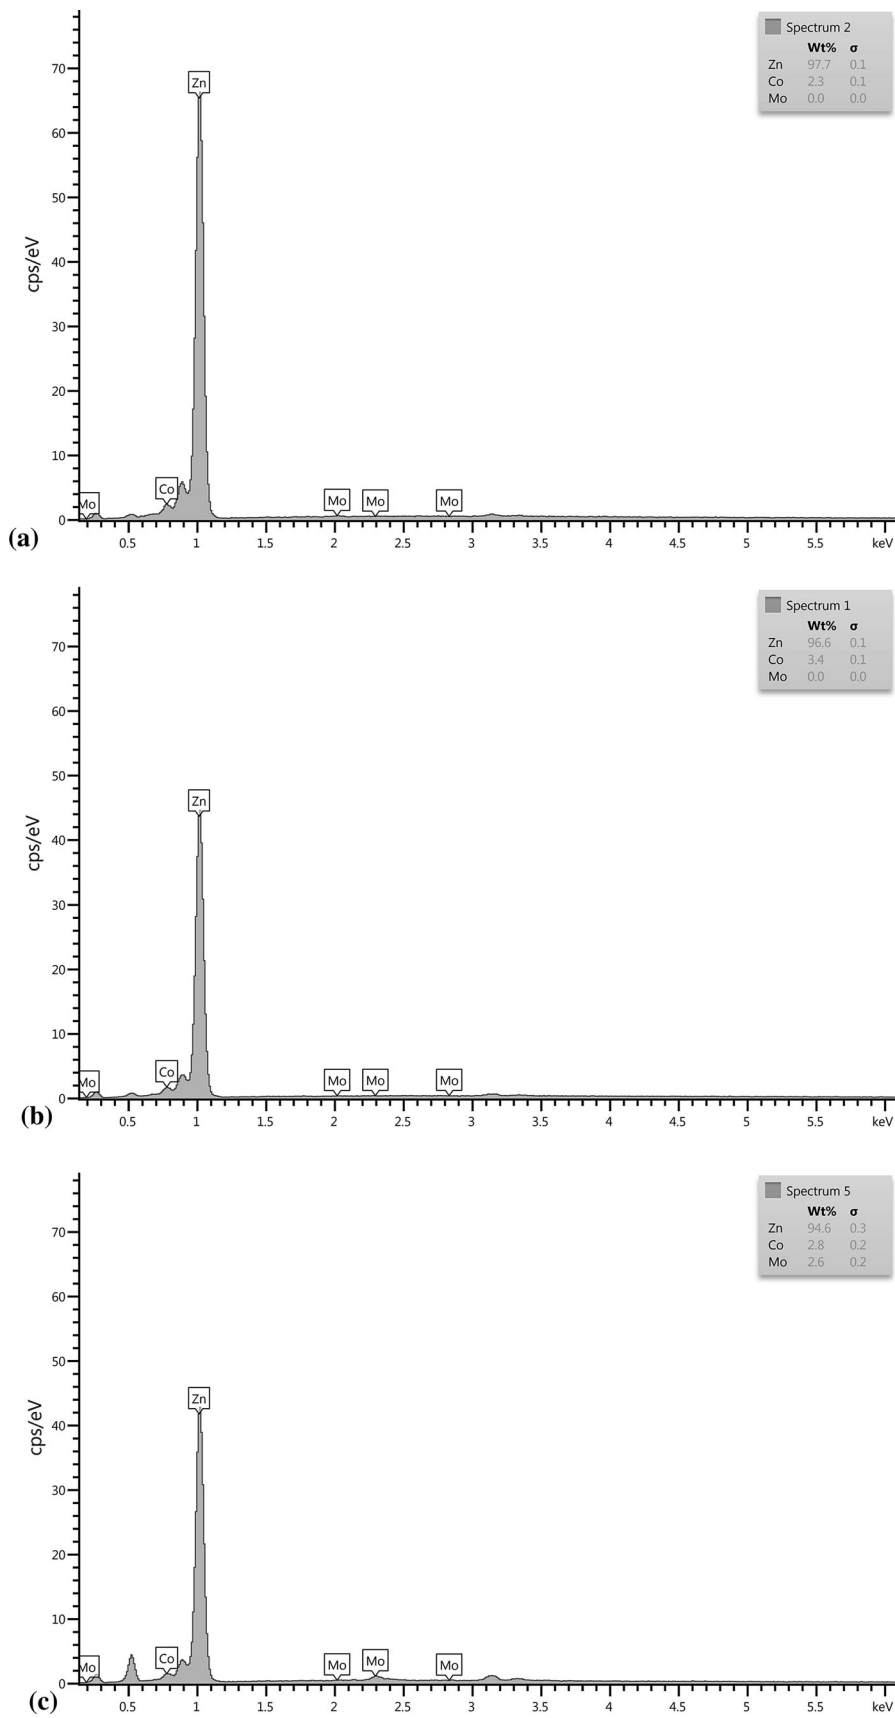 Spectrum 2
Wt% σ
Zn 97.7 0.1
Co 2.3 0.1
Mo 0.0 0.0
70
60
50
40
30
20
10
0
cps/eV
Zn
Mo
Co
Mo
Mo
Mo
0.5 1 1.5 2 2.5 3 3.5 4 4.5 5 5.5 keV
(a)
Spectrum 1
Wt% σ
Zn 96.6 0.1
Co 3.4 0.1
Mo 0.0 0.0
70
60
50
40
30
20
10
0
cps/eV
Zn
Mo
Co
Mo
Mo
Mo
0.5 1 1.5 2 2.5 3 3.5 4 4.5 5 5.5 keV
(b)
Spectrum 5
Wt% σ
Zn 94.6 0.3
Co 2.8 0.2
Mo 2.6 0.2
70
60
50
40
30
20
10
0
cps/eV
Zn
Mo
Co
Mo
Mo
Mo
0.5 1 1.5 2 2.5 3 3.5 4 4.5 5 5.5 keV
(c)